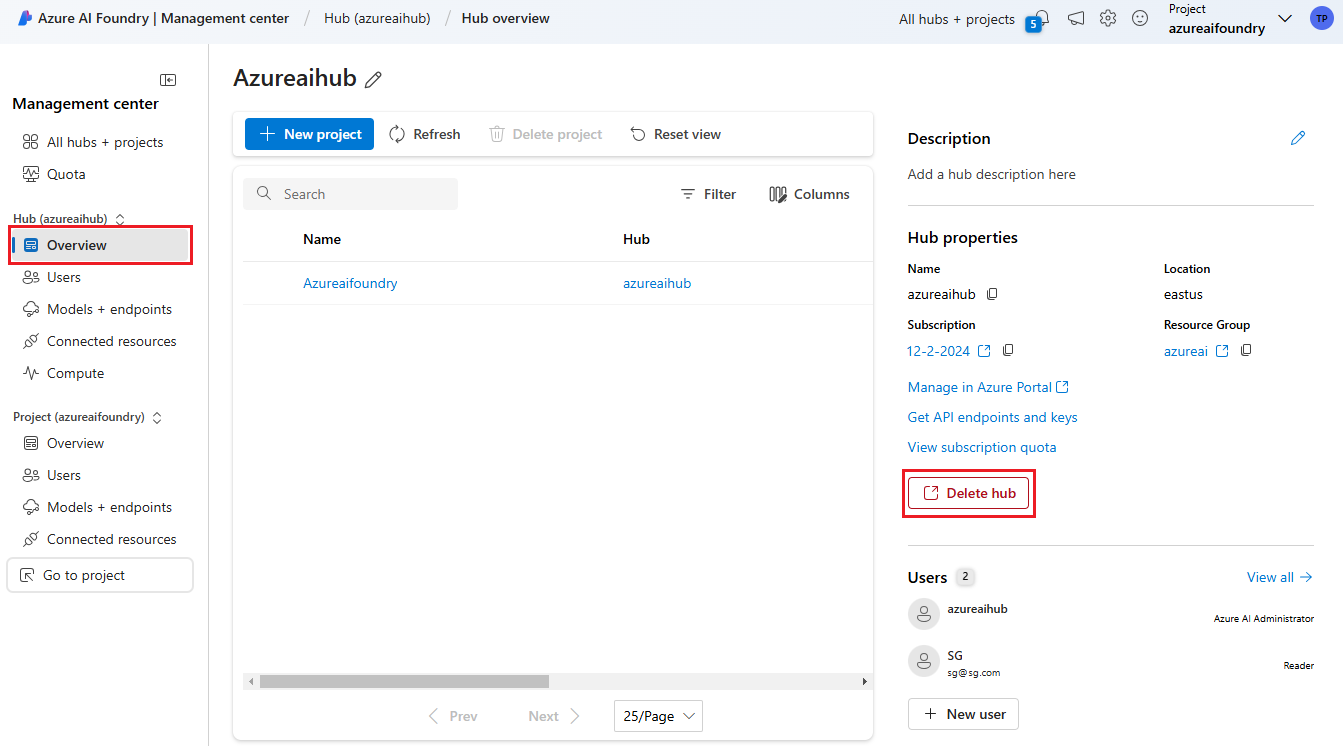 Azure AI Foundry | Management center / Hub (azureaihub) / Hub overview
All hubs + projects
5
Project
azureaifoundry
TP
Management center
All hubs + projects
Quota
Hub (azureaihub)
Overview
Users
Models + endpoints
Connected resources
Compute
Project (azureaifoundry)
Overview
Users
Models + endpoints
Connected resources
Go to project
Azureaihub
New project
Refresh
Delete project
Reset view
Search
Filter
Columns
Name
Hub
Azureaifoundry
azureaihub
Prev
Next
25/Page
Description
Add a hub description here
Hub properties
Name
Location
azureaihub
eastus
Subscription
Resource Group
12-2-2024
azureai
Manage in Azure Portal
Get API endpoints and keys
View subscription quota
Delete hub
Users 2
View all
azureaihub
Azure AI Administrator
SG
sg@sg.com
Reader
New user